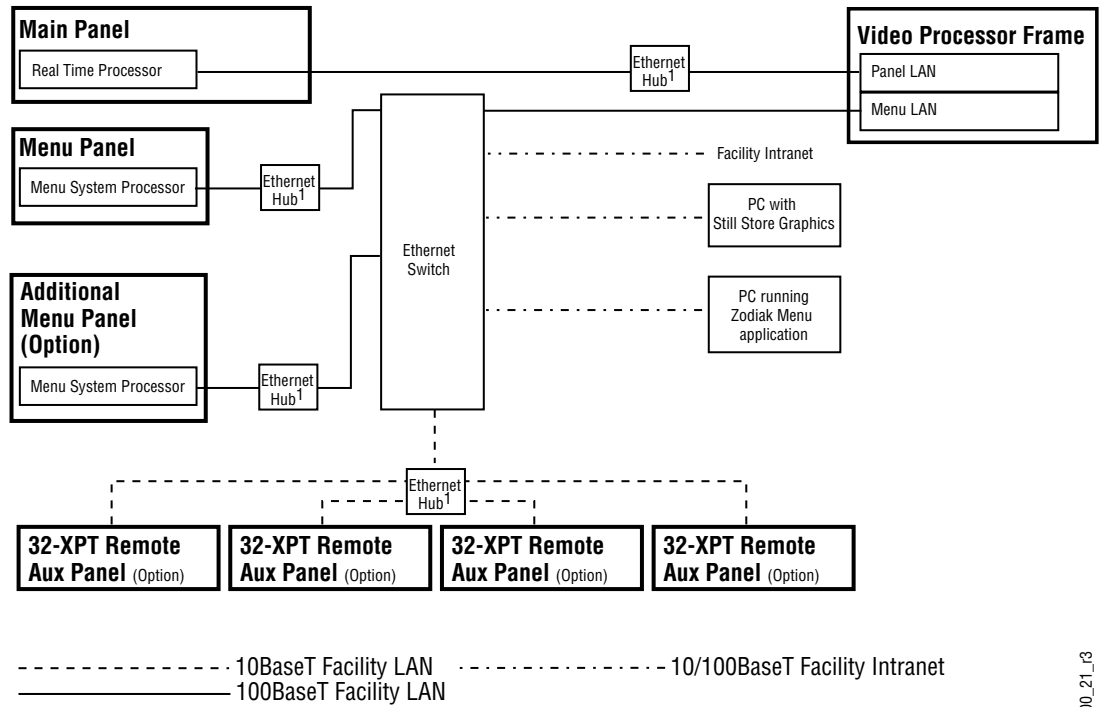 Main Panel
Real Time Processor
Ethernet
Hub1
Video Processor Frame
Panel LAN
Menu LAN
Menu Panel
Menu System Processor
Ethernet
Hub1
Facility Intranet
PC with
Still Store Graphics
Ethernet
Switch
PC running
Zodiak Menu
application
Additional
Menu Panel
(Option)
Menu System Processor
Ethernet
Hub1
Ethernet
Hub1
32-XPT Remote
Aux Panel (Option)
32-XPT Remote
Aux Panel (Option)
32-XPT Remote
Aux Panel (Option)
32-XPT Remote
Aux Panel (Option)
10BaseT Facility LAN
10/100BaseT Facility Intranet
100BaseT Facility LAN